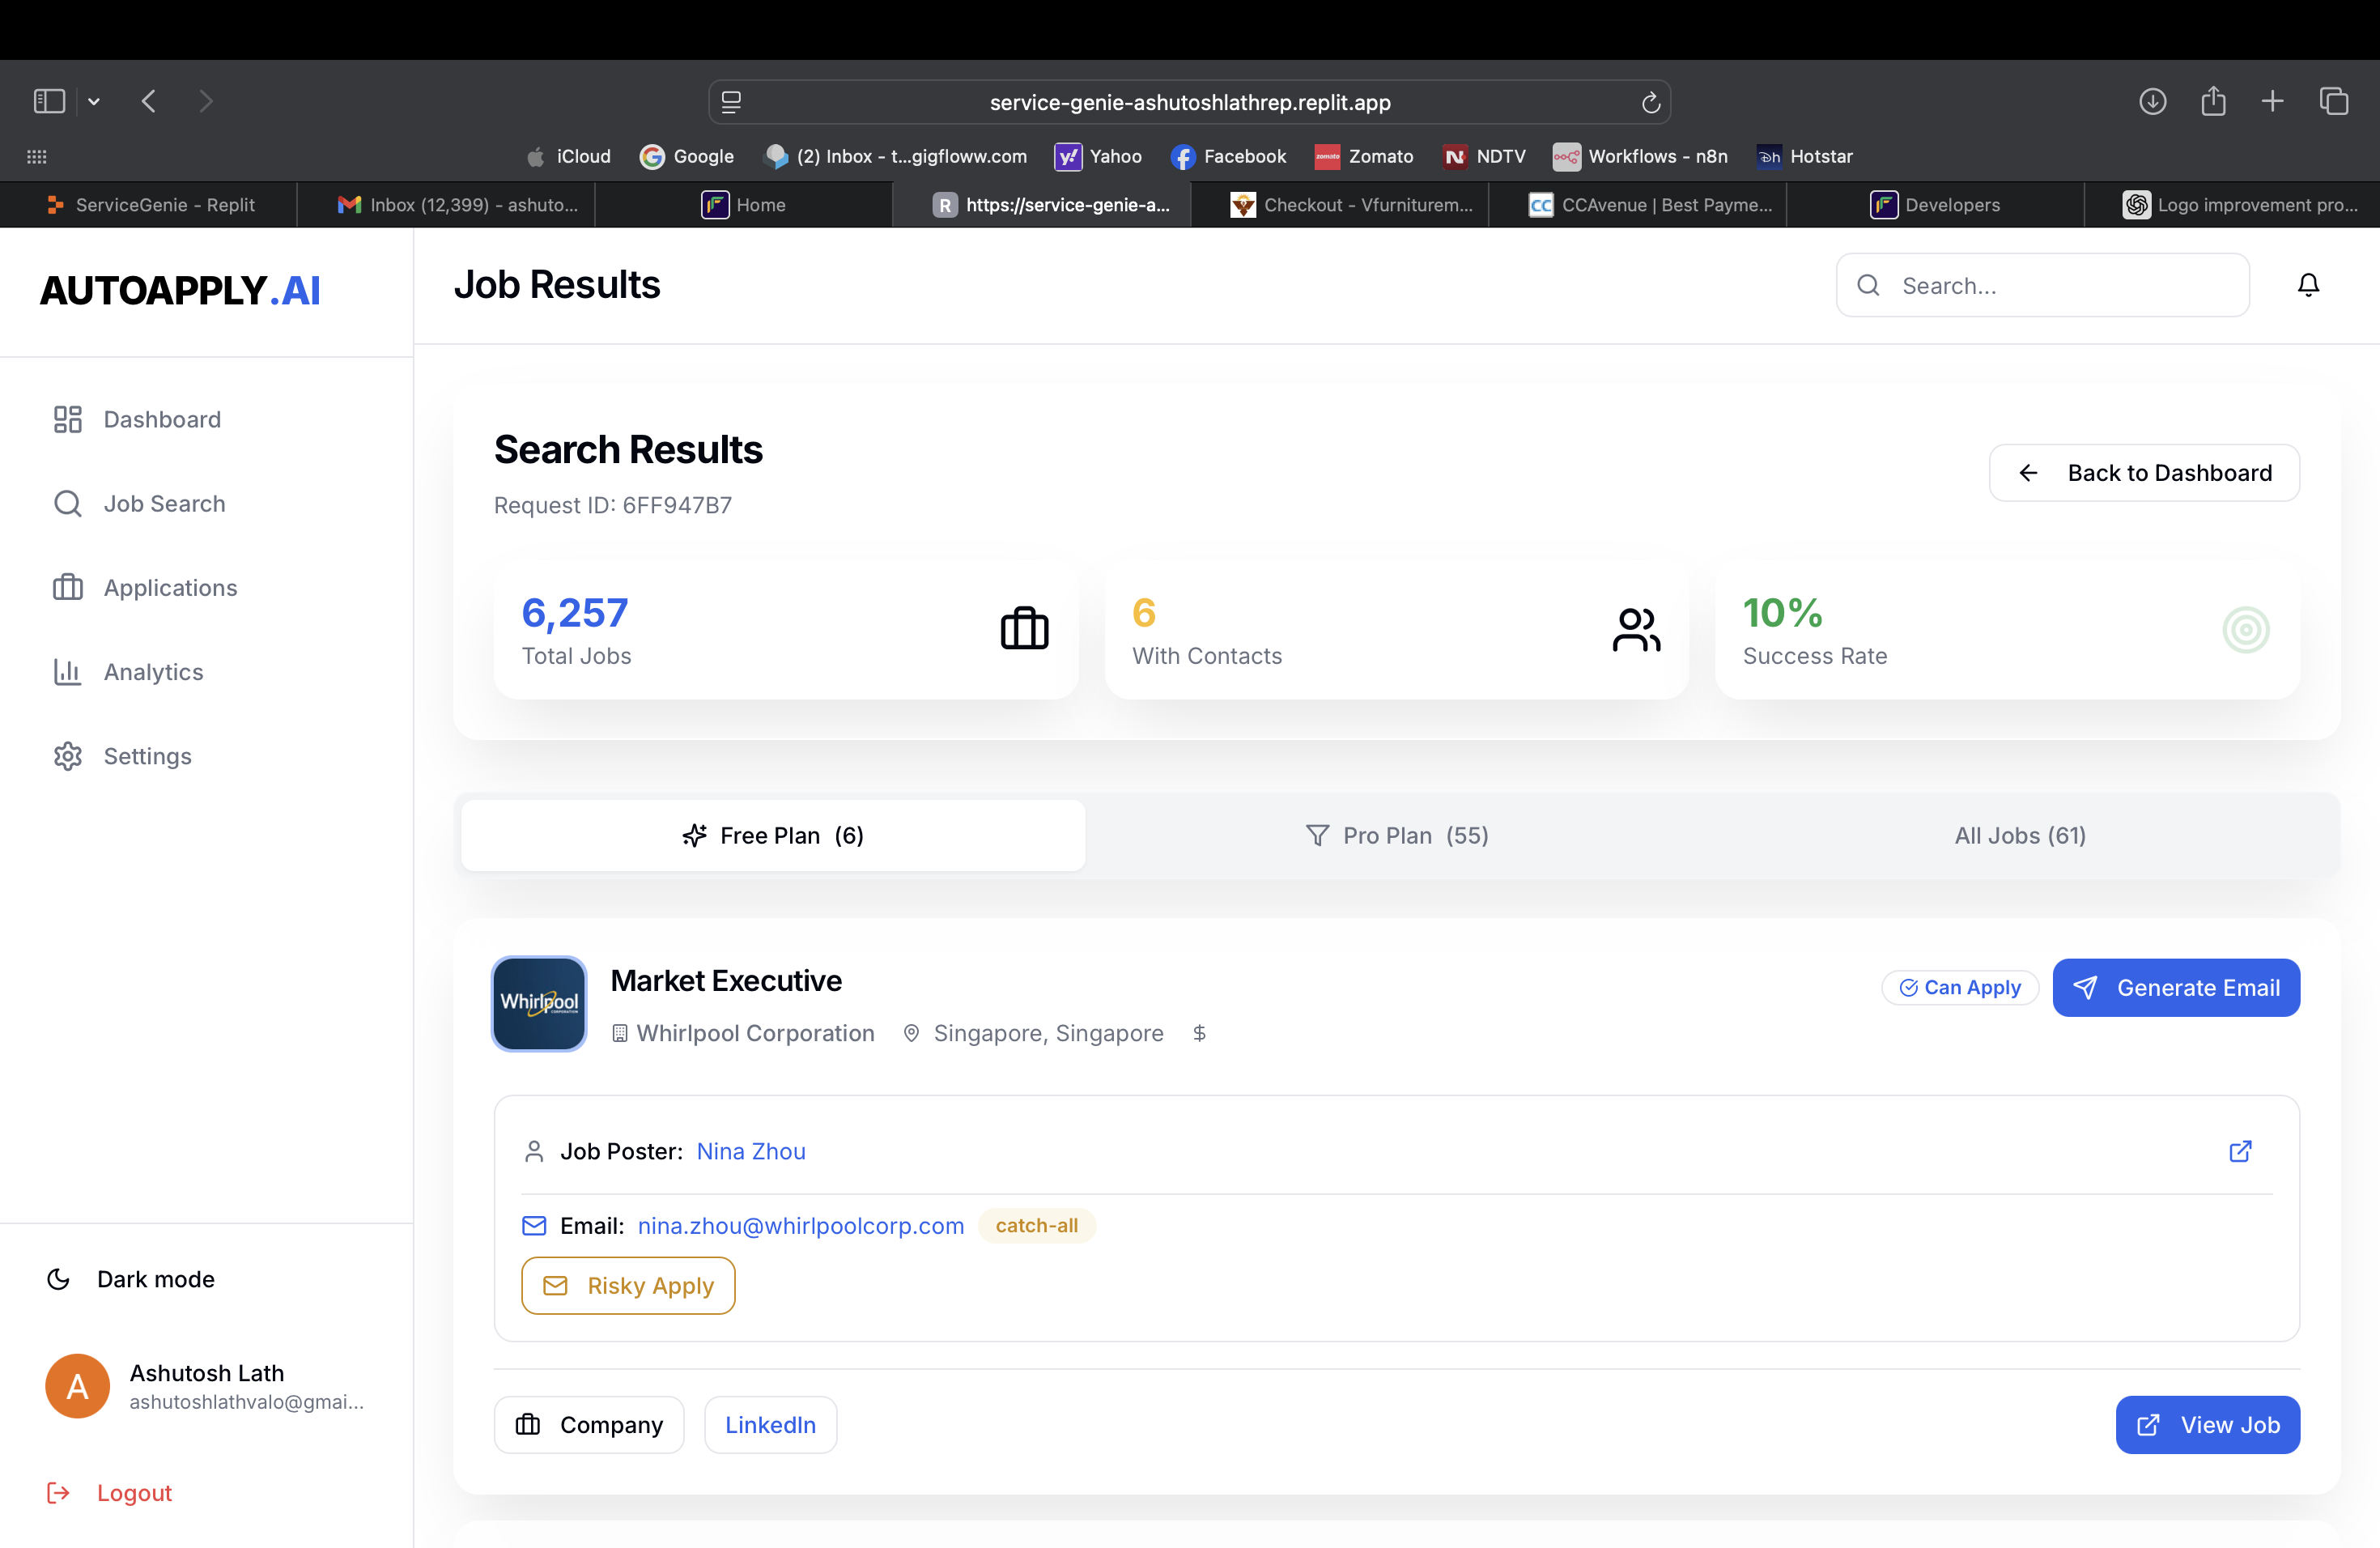 service-genie-ashutoshlathrep.replit.app
iCloud Google (2) Inbox - t...gigfloww.com Yahoo Facebook Zomato NDTV Workflows - n8n Hotstar
ServiceGenie - Replit Inbox (12,399) - ashuto... Home https://service-genie-a... Checkout - Vfurniturem... CCAvenue | Best Payme... Developers Logo improvement pro...
AUTOAPPLY.AI
Dashboard
Job Search
Applications
Analytics
Settings
Dark mode
A
Ashutosh Lath
ashutoshlathvalo@gmai...
Logout
Job Results
Search...
Search Results
Request ID: 6FF947B7
Back to Dashboard
6,257
Total Jobs
6
With Contacts
10%
Success Rate
Free Plan (6)
Pro Plan (55)
All Jobs (61)
Whirlpool
CORPORATION
Market Executive
Whirlpool Corporation Singapore, Singapore $
Can Apply
Generate Email
Job Poster: Nina Zhou
Email: nina.zhou@whirlpoolcorp.com catch-all
Risky Apply
Company
LinkedIn
View Job